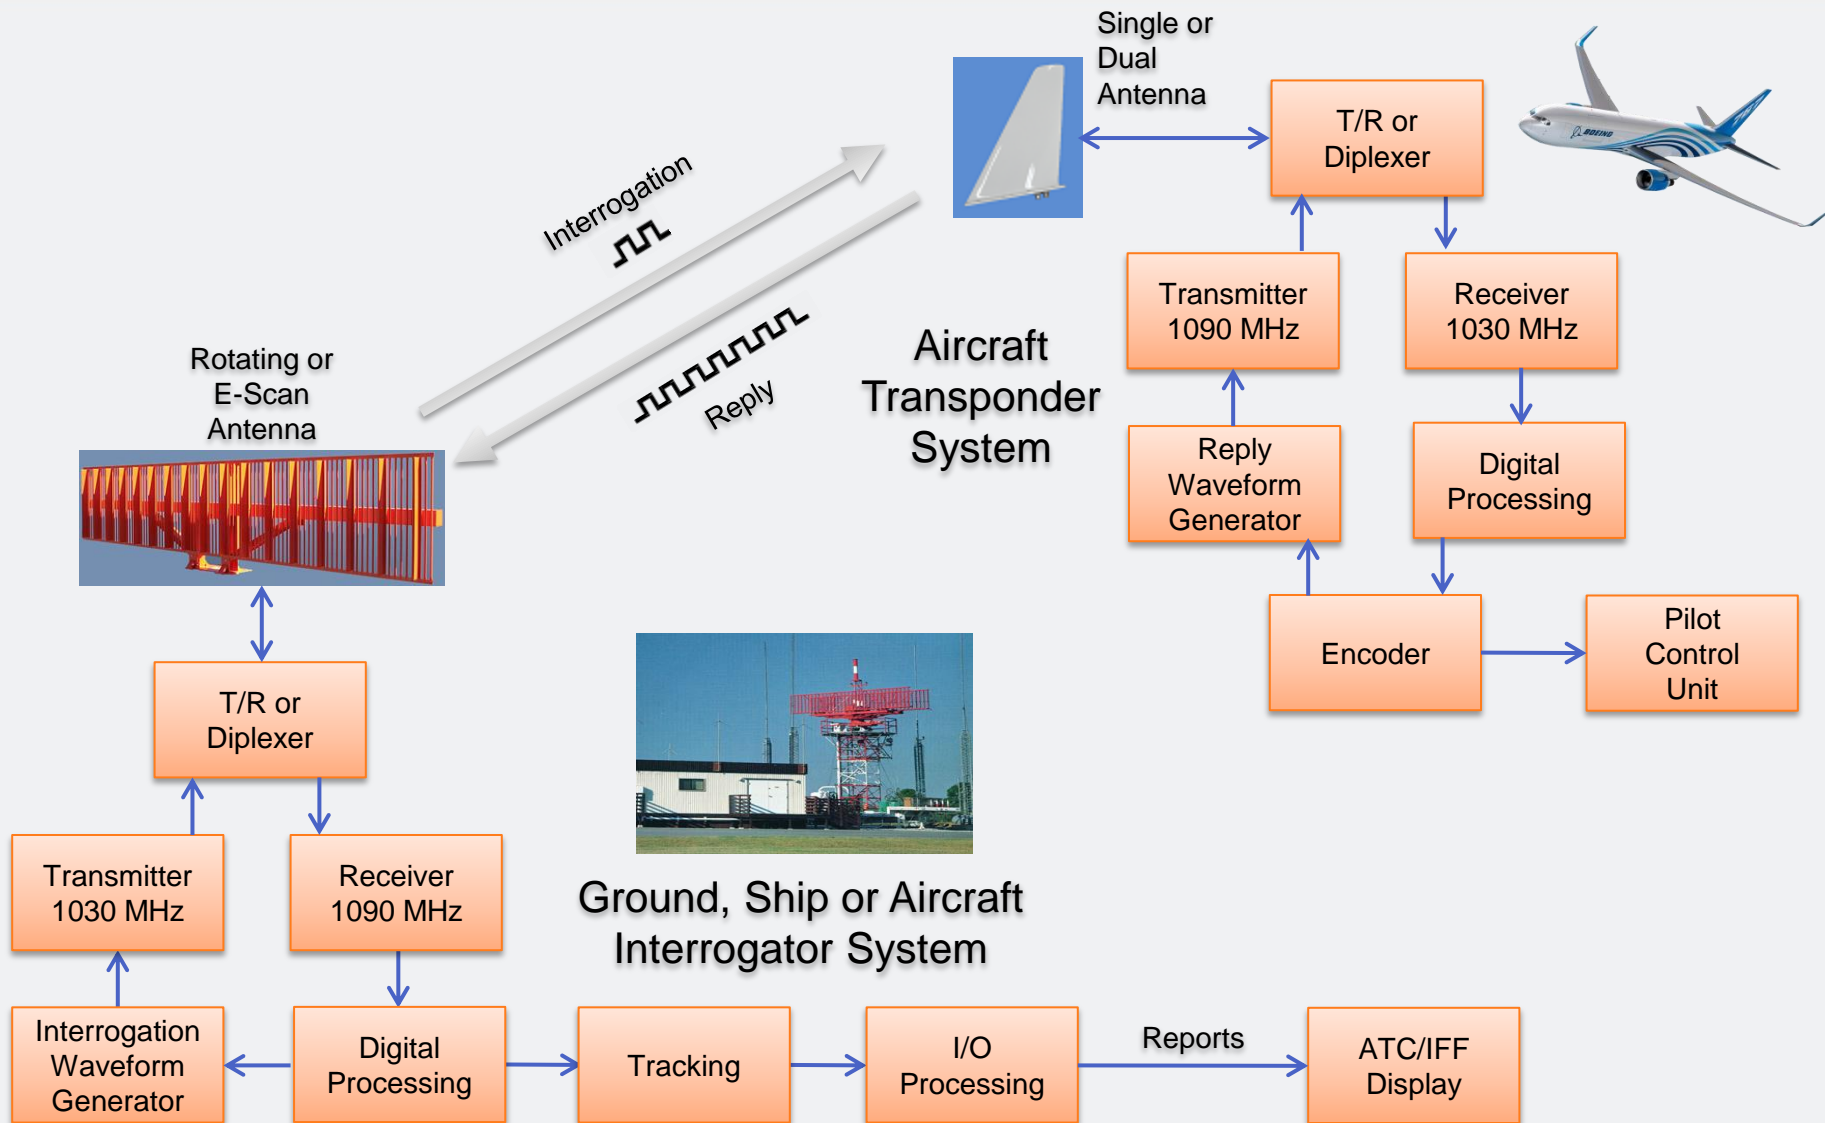 Single or
Dual
Antenna
T/R or
Diplexer
BOEING
Interrogation
Transmitter
1090 MHz
Receiver
1030 MHz
Aircraft
Transponder
System
Rotating or
E-Scan
Antenna
Reply
Reply
Waveform
Generator
Digital
Processing
Encoder
Pilot
Control
Unit
T/R or
Diplexer
Transmitter
1030 MHz
Receiver
1090 MHz
Ground, Ship or Aircraft
Interrogator System
Interrogation
Waveform
Generator
Digital
Processing
Tracking
I/O
Processing
Reports
ATC/IFF
Display